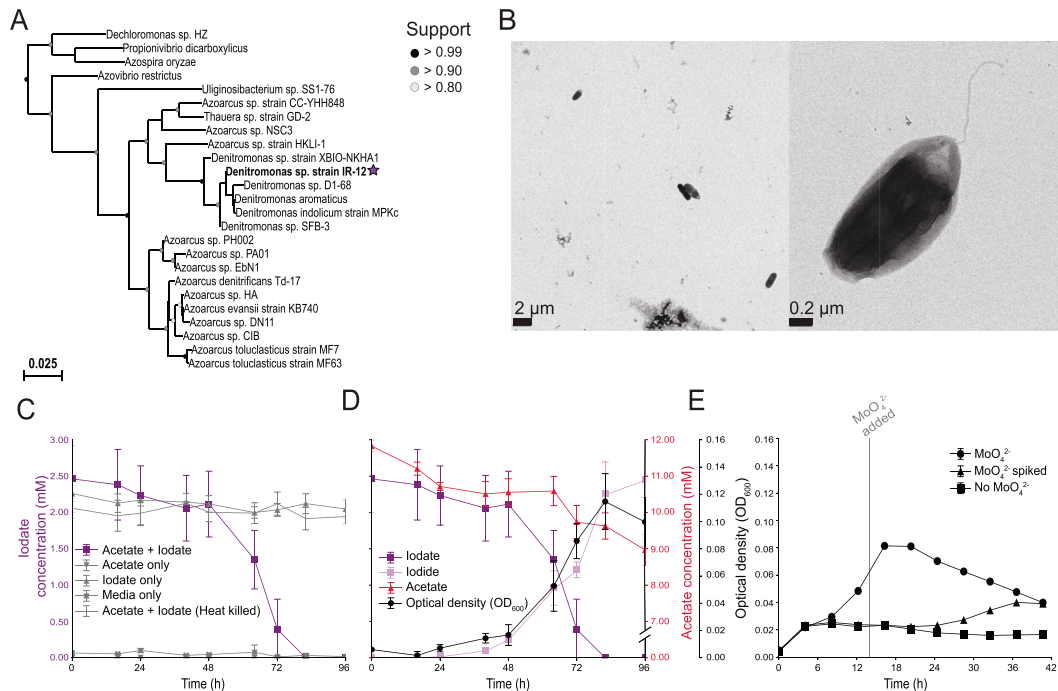 A
Dechloromonas sp. HZ
Propionivibrio dicarboxylicus
Azospira oryzae
Azovibrio restrictus
Uliginosibacterium sp. SS1-76
Azoarcus sp. strain CC-YHH848
Thauera sp. strain GD-2
Azoarcus sp. NSC3
Azoarcus sp. strain HKLI-1
Denitromonas sp. strain XBIO-NKHA1
Denitromonas sp. strain IR-12
Denitromonas sp. D1-68
Denitromonas aromaticus
Denitromonas indolicum strain MPKc
Denitromonas sp. SFB-3
Azoarcus sp. PH002
Azoarcus sp. PA01
Azoarcus sp. EbN1
Azoarcus denitrificans Td-17
Azoarcus sp. HA
Azoarcus evansii strain KB740
Azoarcus sp. DN11
Azoarcus sp. CIB
Azoarcus toluclasticus strain MF7
Azoarcus toluclasticus strain MF63
0.025
Support
> 0.99
> 0.90
> 0.80
B
2 µm
0.2 µm
C
Iodate
concentration (mM)
3.00
2.50
2.00
1.50
1.00
0.50
0.00
Acetate + Iodate
Acetate only
Iodate only
Media only
Acetate + Iodate (Heat killed)
0 24 48 72 96
Time (h)
D
Iodate
Iodide
Acetate
Optical density (OD600)
0 24 48 72 96
Time (h)
12.00
11.00
10.00
9.00
8.00
10.00
0.00
Acetate concentration (mM)
0.16
0.14
0.12
0.10
0.08
0.06
0.04
0.02
0.00
Optical density (OD600)
E
MoO4 2-
added
0.16
0.14
0.12
0.10
0.08
0.06
0.04
0.02
0.00
MoO4 2-
MoO4 2- spiked
No MoO4 2-
0 6 12 18 24 30 36 42
Time (h)